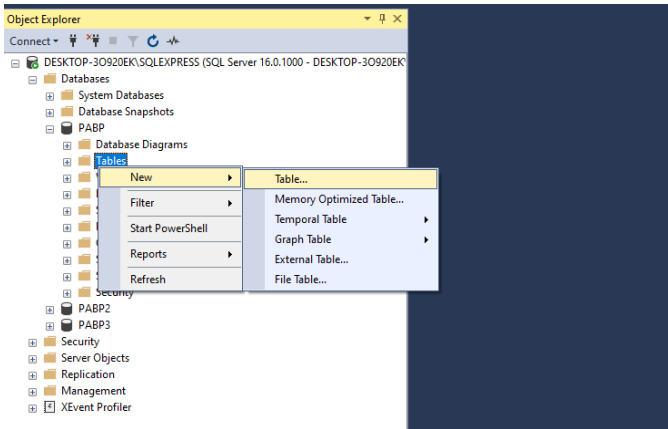 Object Explorer
Connect
DESKTOP-3O920EK\SQLEXPRESS (SQL Server 16.0.1000 - DESKTOP-3O920EK
Databases
System Databases
Database Snapshots
PABP
Database Diagrams
Tables
New
Table...
Filter
Memory Optimized Table...
Start PowerShell
Temporal Table
Graph Table
Reports
External Table...
Refresh
File Table...
Security
PABP2
PABP3
Security
Server Objects
Replication
Management
XEvent Profiler